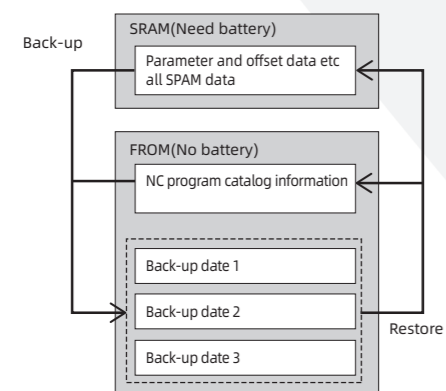 Back-up
SRAM(Need battery)
Parameter and offset data etc
all SPAM data
FROM(No battery)
NC program catalog information
Back-up date 1
Back-up date 2
Back-up date 3
Restore